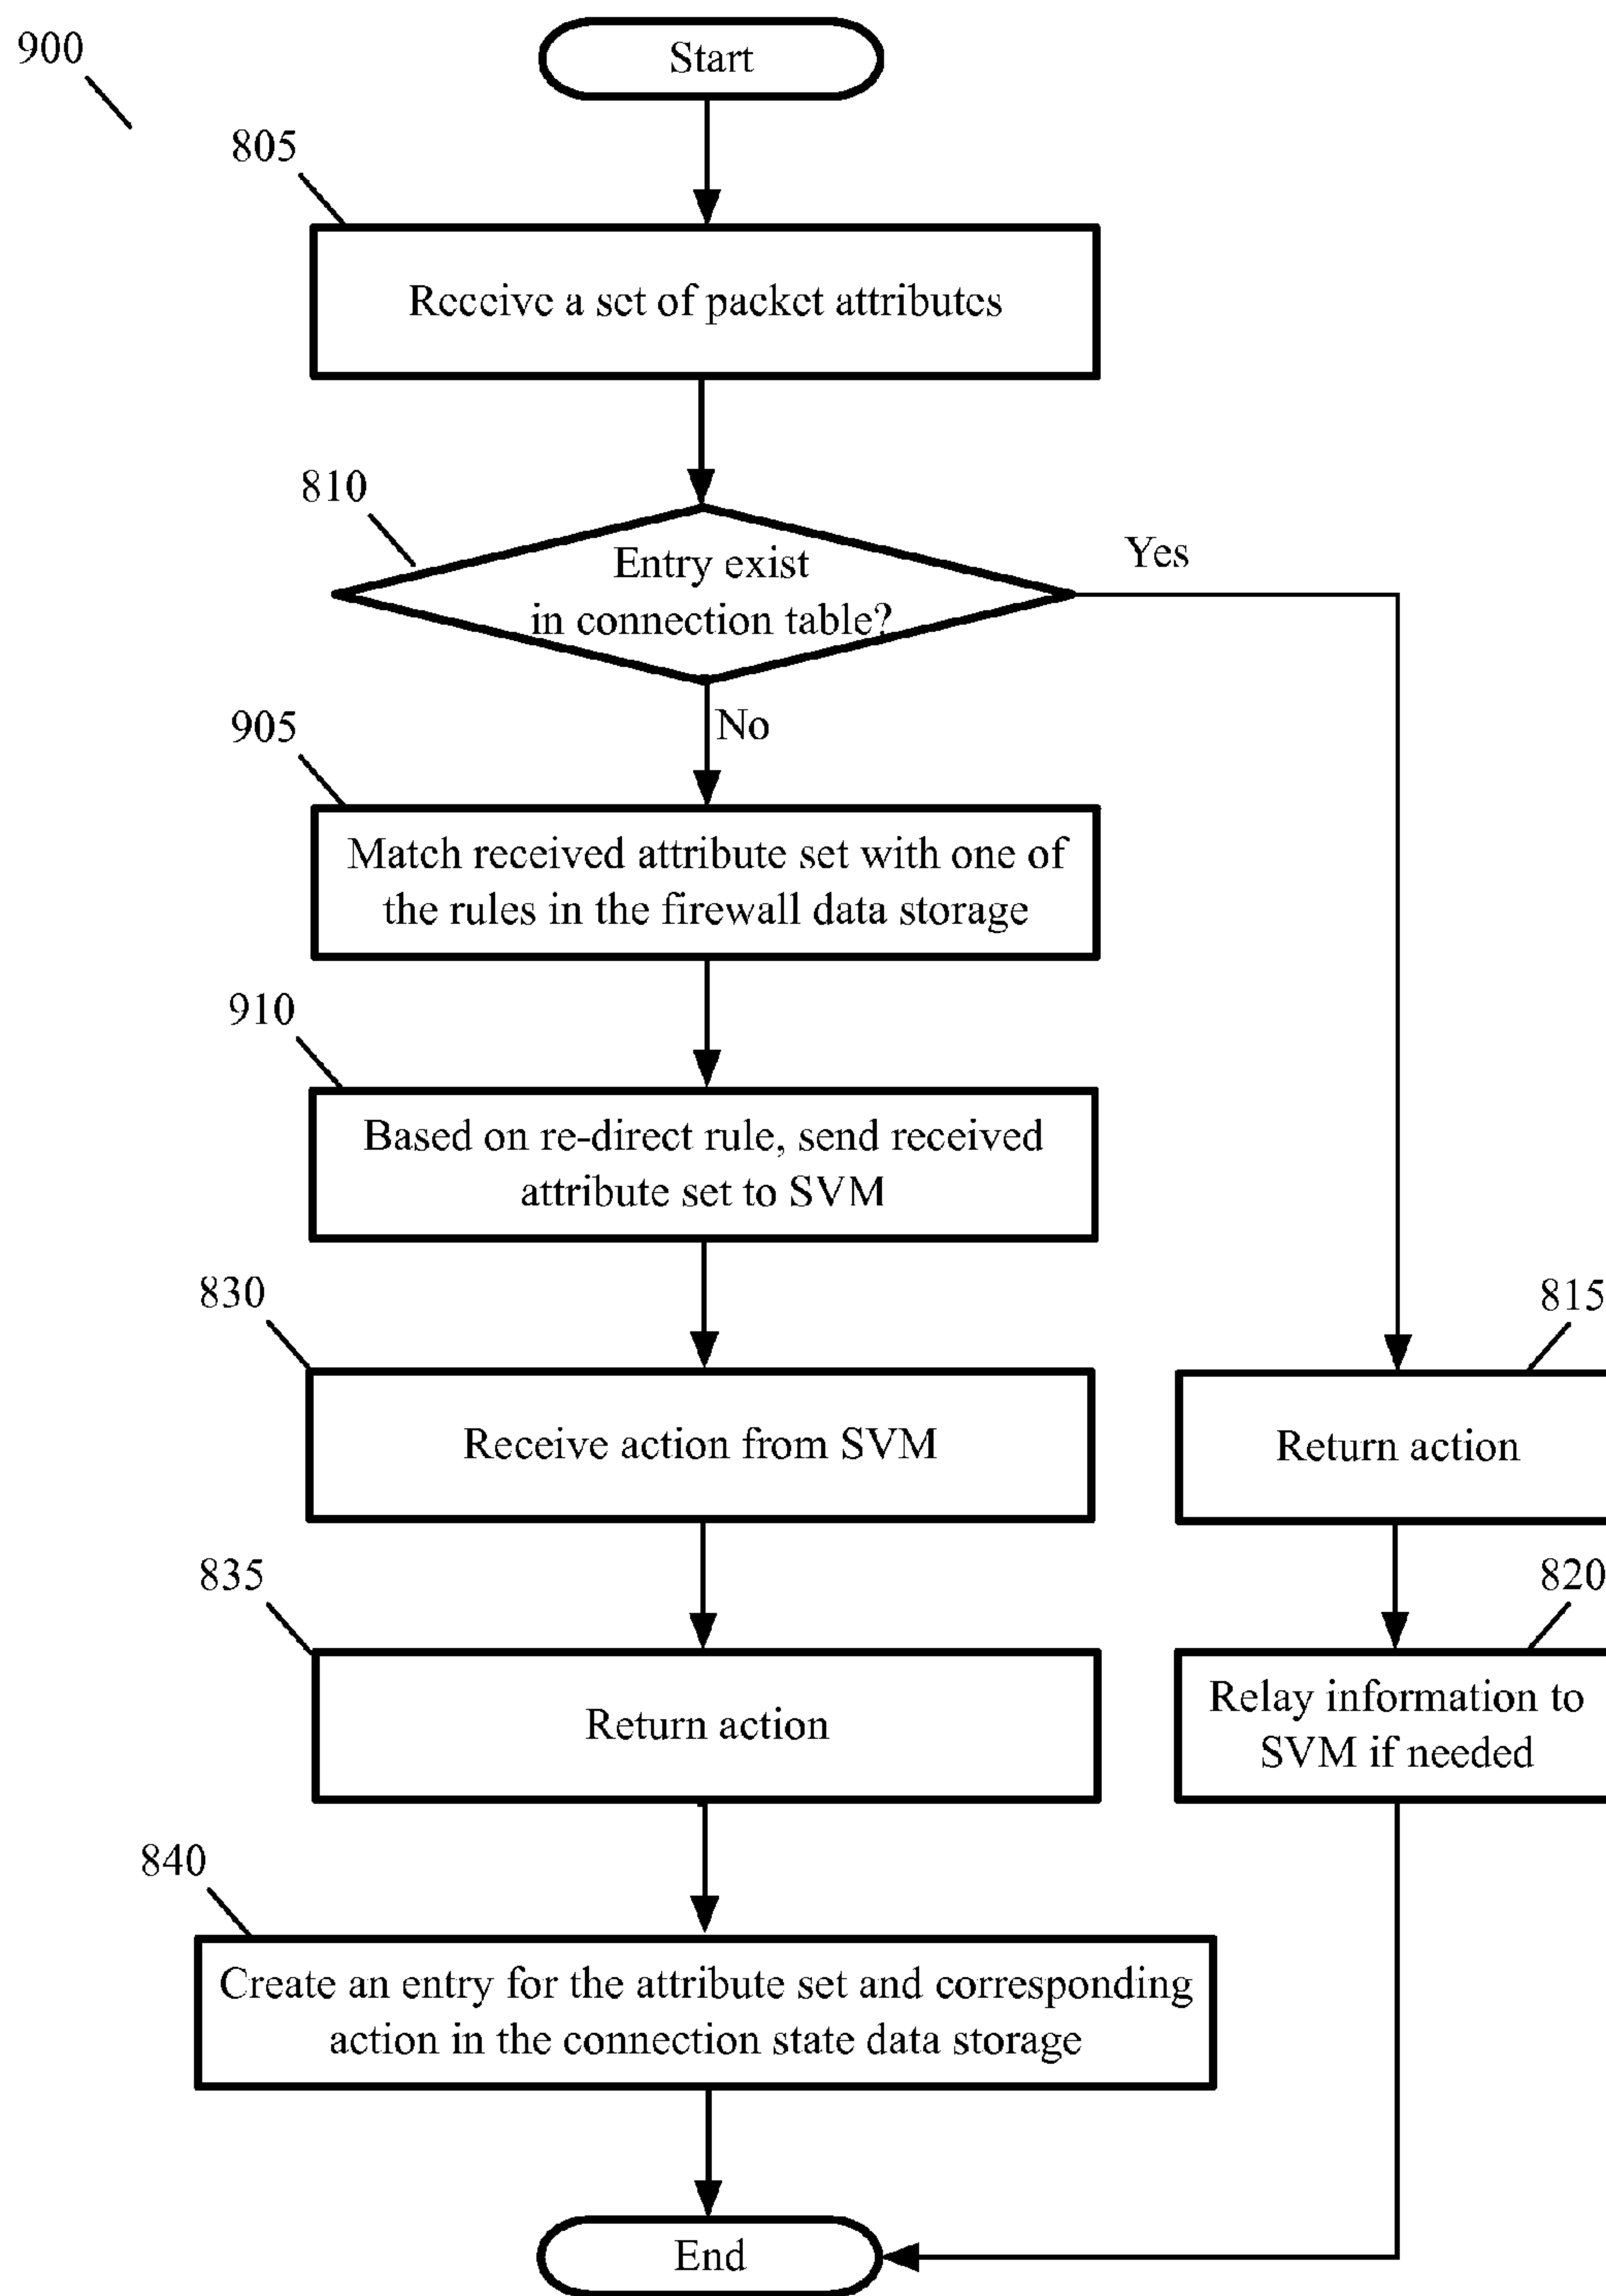 900
Start
805
Receive a set of packet attributes
810
Entry exist
in connection table?
Yes
No
905
Match received attribute set with one of
the rules in the firewall data storage
910
Based on re-direct rule, send received
attribute set to SVM
830
Receive action from SVM
815
Return action
835
Return action
820
Relay information to
SVM if needed
840
Create an entry for the attribute set and corresponding
action in the connection state data storage
End